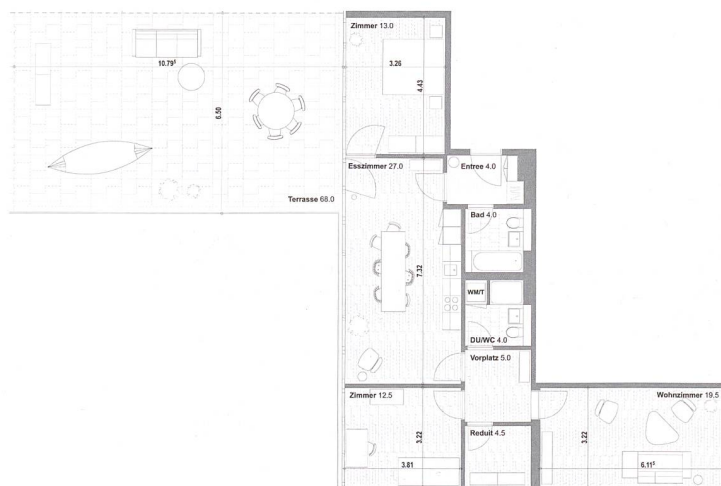 Zimmer 13.0
3.26
4.43
10.79⁵
6.50
Terrasse 68.0
Esszimmer 27.0
Entree 4.0
Bad 4.0
7.32
WM/T
DU/WC 4.0
Vorplatz 5.0
Zimmer 12.5
3.22
3.81
Reduit 4.5
Wohnzimmer 19.5
3.22
6.11⁵